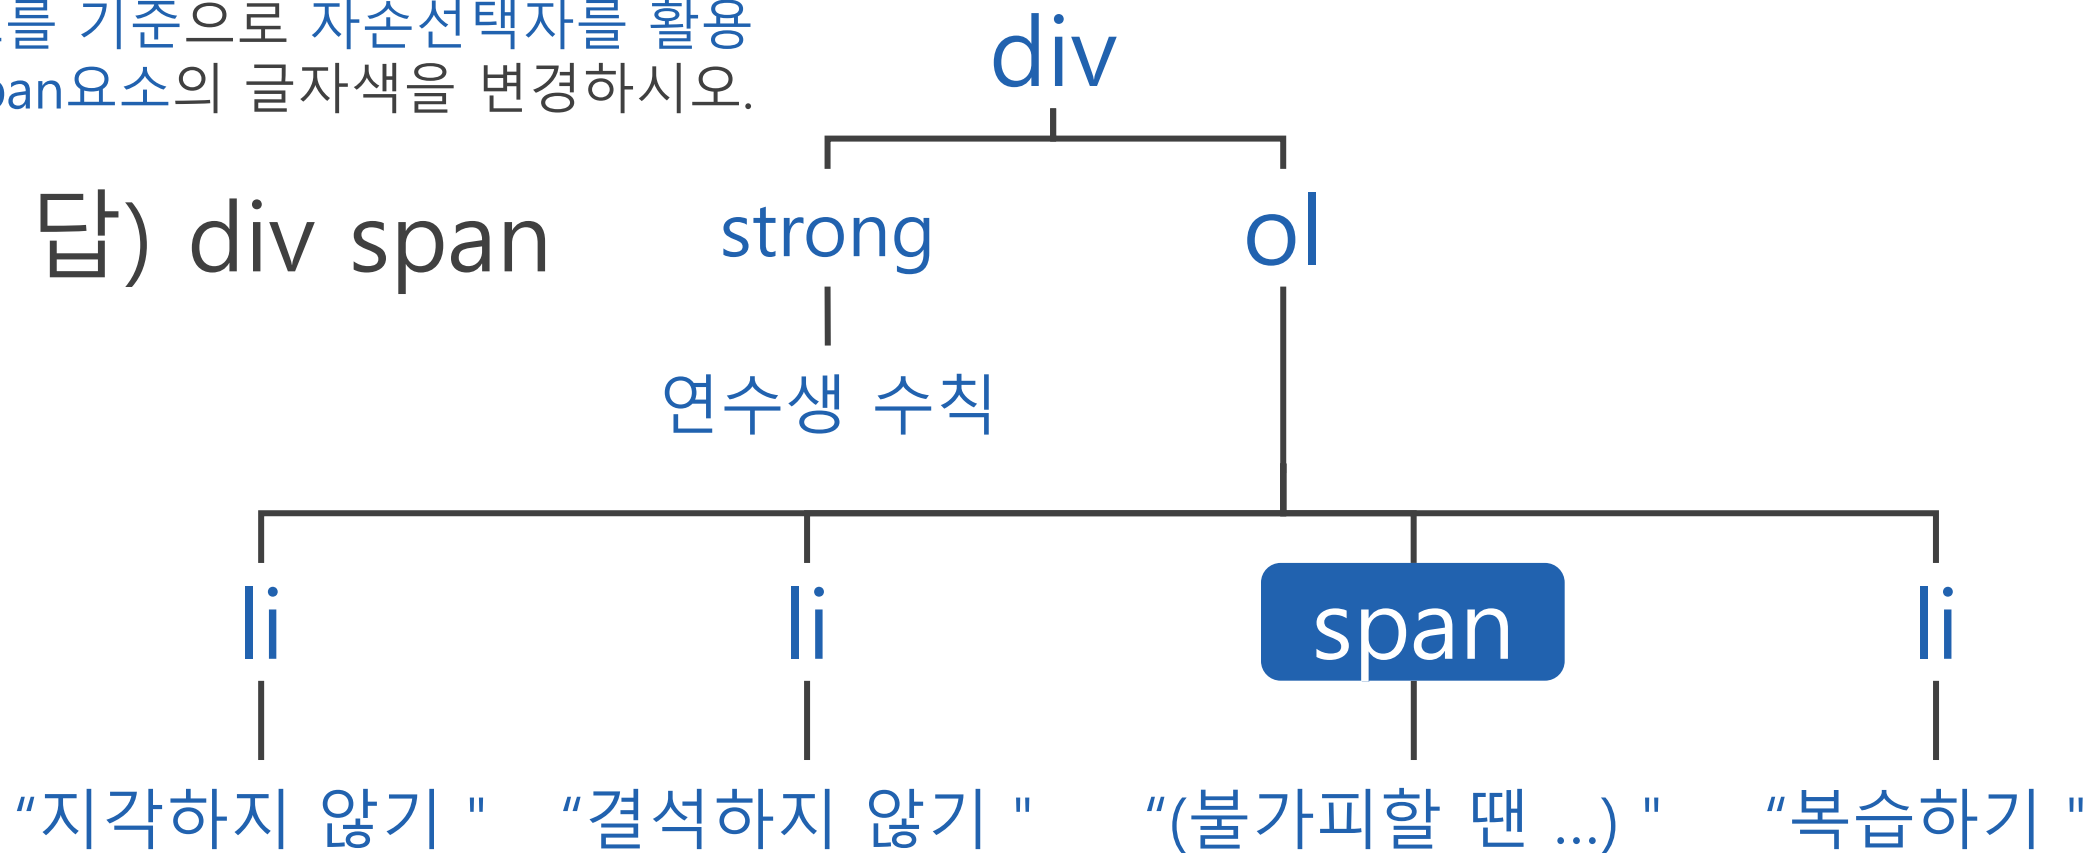 를 기준으로 자손선택자를 활용
span요소의 글자색을 변경하시오.
div
답) div span
strong
ol
연수생 수칙
li
li
span
li
“지각하지 않기 "
“결석하지 않기 "
“(불가피할 땐 ...) "
“복습하기 "